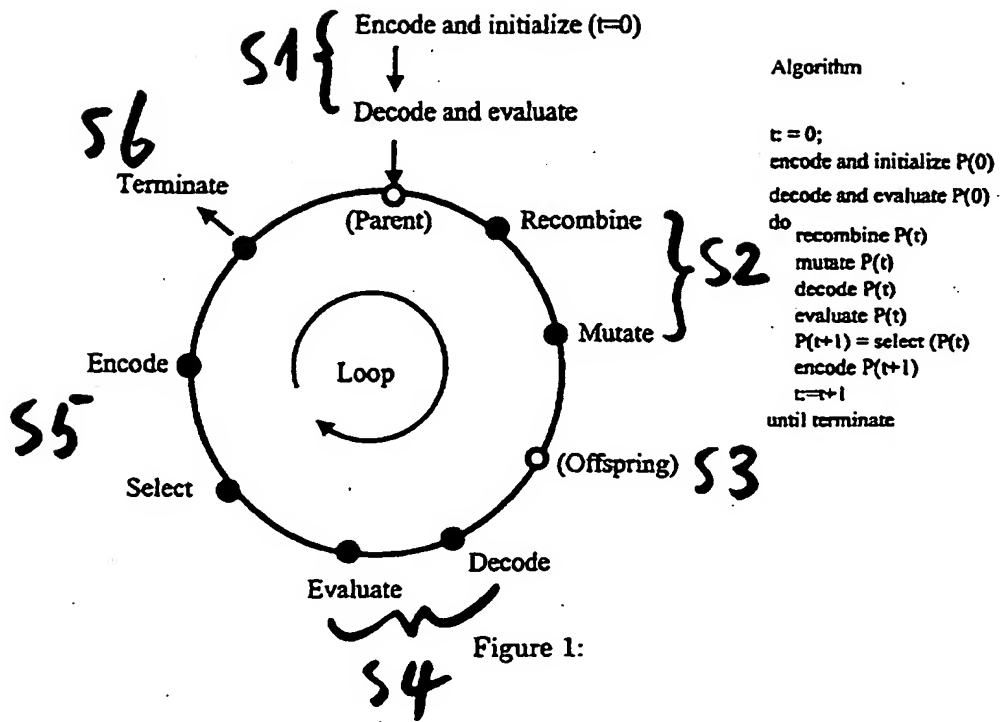 S1
Encode and initialize (t=0)
Decode and evaluate
S6
Terminate
(Parent)
Recombine
S2
Mutate
Encode
Loop
S5
(Offspring) S3
Select
Decode
Evaluate
S4
Figure 1:
Algorithm
t: = 0;
encode and initialize P(0)
decode and evaluate P(0)
do
recombine P(t)
mutate P(t)
decode P(t)
evaluate P(t)
P(t+1) = select (P(t)
encode P(t+1)
t:=t+1
until terminate